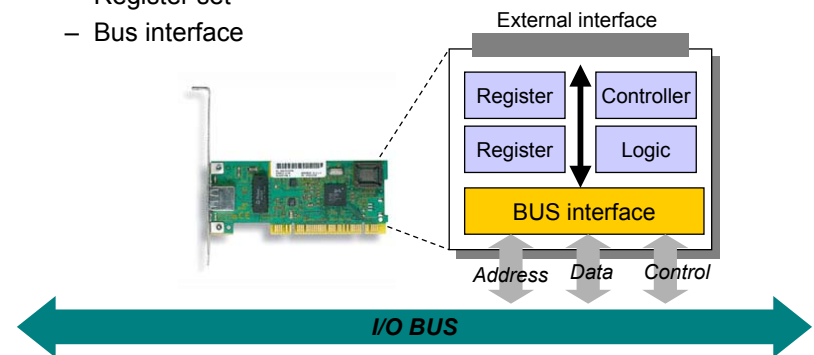 – Register set
– Bus interface
External interface
Register
Controller
Register
Logic
BUS interface
Address
Data
Control
I/O BUS